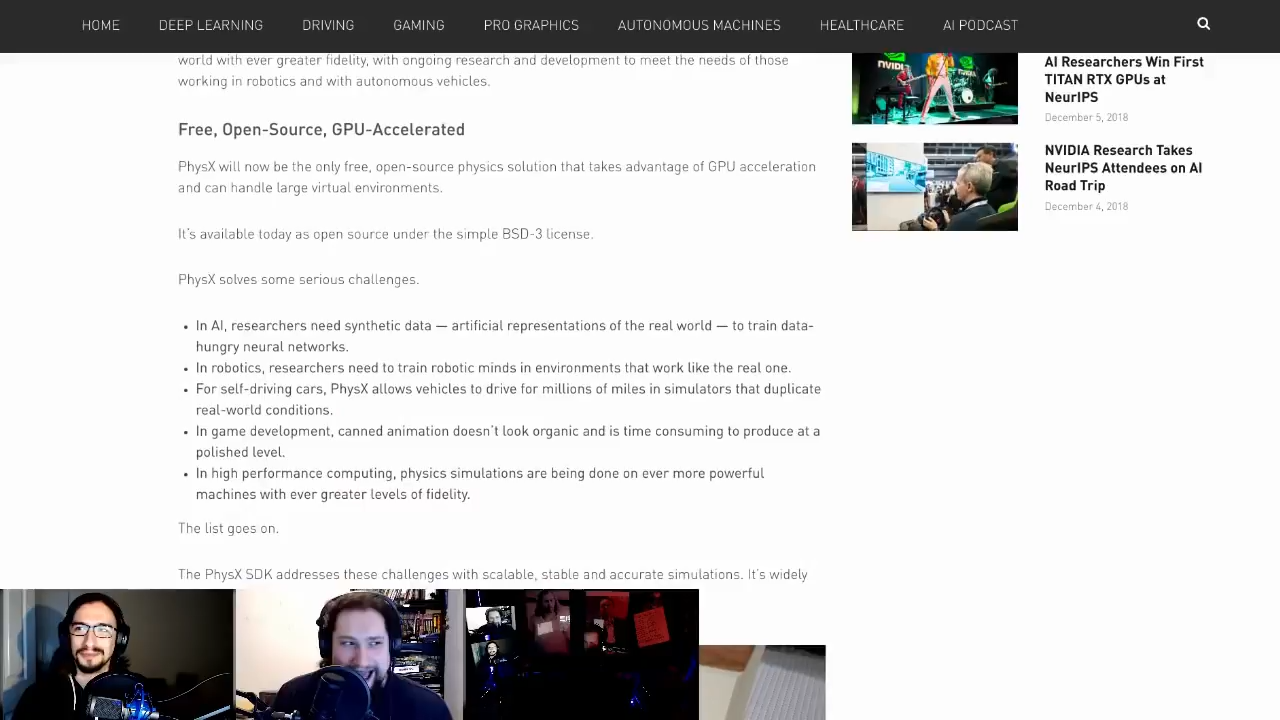 HOME DEEP LEARNING DRIVING GAMING PRO GRAPHICS AUTONOMOUS MACHINES HEALTHCARE AI PODCAST
world with ever greater fidelity, with ongoing research and development to meet the needs of those
working in robotics and with autonomous vehicles.
Free, Open-Source, GPU-Accelerated
PhysX will now be the only free, open-source physics solution that takes advantage of GPU acceleration
and can handle large virtual environments.
It's available today as open source under the simple BSD-3 license.
PhysX solves some serious challenges.
• In AI, researchers need synthetic data — artificial representations of the real world — to train data-
hungry neural networks.
• In robotics, researchers need to train robotic minds in environments that work like the real one.
• For self-driving cars, PhysX allows vehicles to drive for millions of miles in simulators that duplicate
real-world conditions.
• In game development, canned animation doesn't look organic and is time consuming to produce at a
polished level.
• In high performance computing, physics simulations are being done on ever more powerful
machines with ever greater levels of fidelity.
The list goes on.
The PhysX SDK addresses these challenges with scalable, stable and accurate simulations. It's widely
NVIDIA
AI Researchers Win First
TITAN RTX GPUs at
NeurIPS
December 5, 2018
NVIDIA Research Takes
NeurIPS Attendees on AI
Road Trip
December 4, 2018